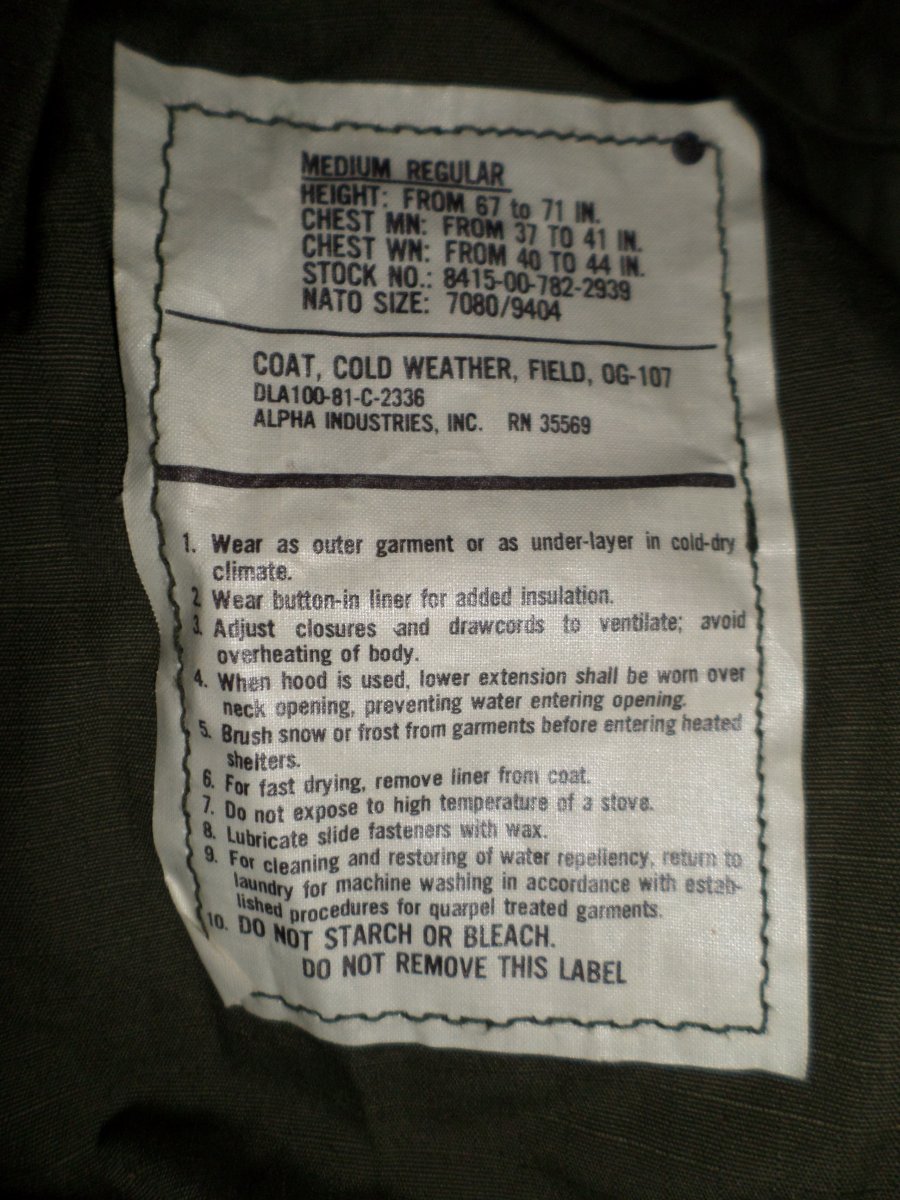 MEDIUM REGULAR
HEIGHT: FROM 67 to 71 IN.
CHEST MN: FROM 37 TO 41 IN.
CHEST WN: FROM 40 TO 44 IN.
STOCK NO.: 8415-00-782-2939
NATO SIZE: 7080/9404
COAT, COLD WEATHER, FIELD, OG-107
DLA100-81-C-2336
ALPHA INDUSTRIES, INC. RN 35569
1. Wear as outer garment or as under-layer in cold-dry
climate.
2 Wear button-in liner for added insulation.
3. Adjust closures and drawcords to ventilate; avoid
overheating of body.
4. When hood is used, lower extension shall be worn over
neck opening, preventing water entering opening.
5. Brush snow or frost from garments before entering heated
shelters.
6. For fast drying, remove liner from coat.
7. Do not expose to high temperature of a stove.
8. Lubricate slide fasteners with wax.
9. For cleaning and restoring of water repellency, return to
laundry for machine washing in accordance with estab-
lished procedures for quarpel treated garments.
10. DO NOT STARCH OR BLEACH.
DO NOT REMOVE THIS LABEL